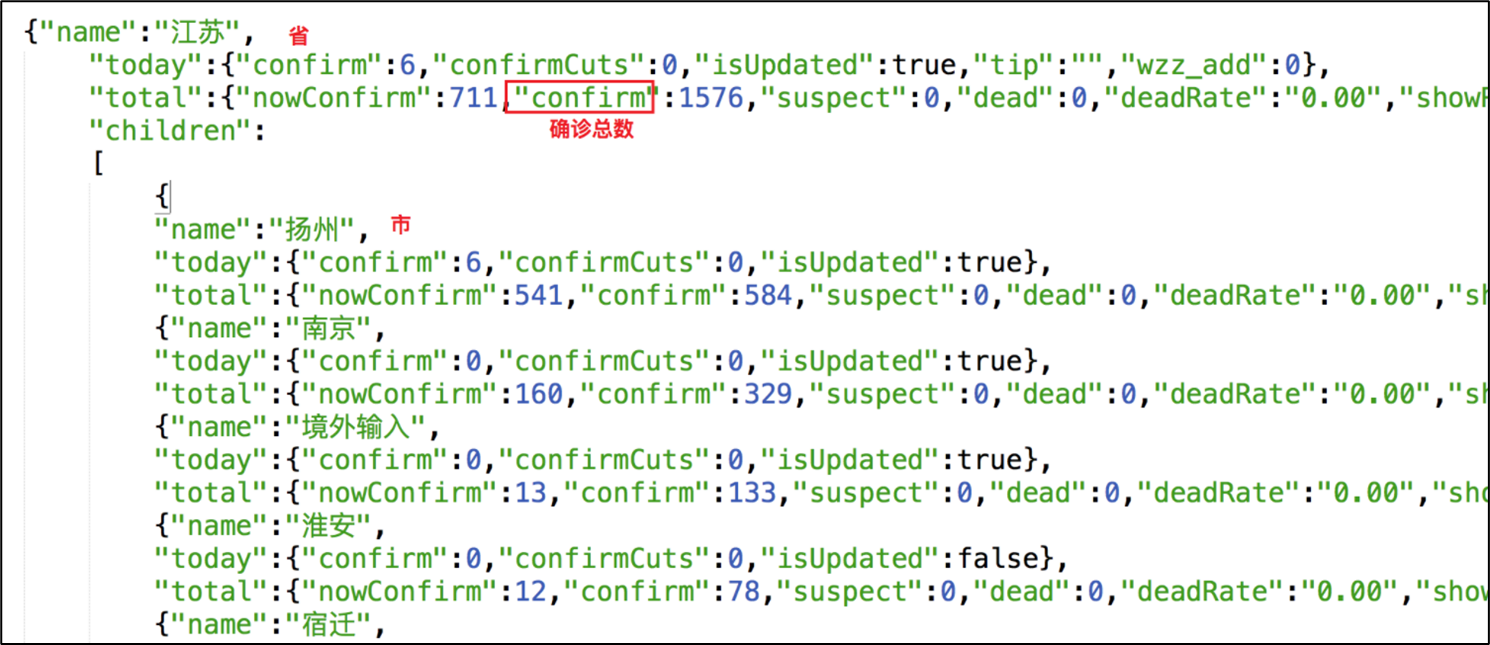 {"name":"江苏", 省
"today":{"confirm":6,"confirmCuts":0,"isUpdated":true,"tip":"","wzz_add":0},
"total":{"nowConfirm":711,"confirm":1576,"suspect":0,"dead":0,"deadRate":"0.00","showR
确诊总数
"children":
[
{
"name":"扬州", 市
"today":{"confirm":6,"confirmCuts":0,"isUpdated":true},
"total":{"nowConfirm":541,"confirm":584,"suspect":0,"dead":0,"deadRate":"0.00","sh
{"name":"南京",
"today":{"confirm":0,"confirmCuts":0,"isUpdated":true},
"total":{"nowConfirm":160,"confirm":329,"suspect":0,"dead":0,"deadRate":"0.00","sh
{"name":"境外输入",
"today":{"confirm":0,"confirmCuts":0,"isUpdated":true},
"total":{"nowConfirm":13,"confirm":133,"suspect":0,"dead":0,"deadRate":"0.00","sho
{"name":"淮安",
"today":{"confirm":0,"confirmCuts":0,"isUpdated":false},
"total":{"nowConfirm":12,"confirm":78,"suspect":0,"dead":0,"deadRate":"0.00","show
{"name":"宿迁",